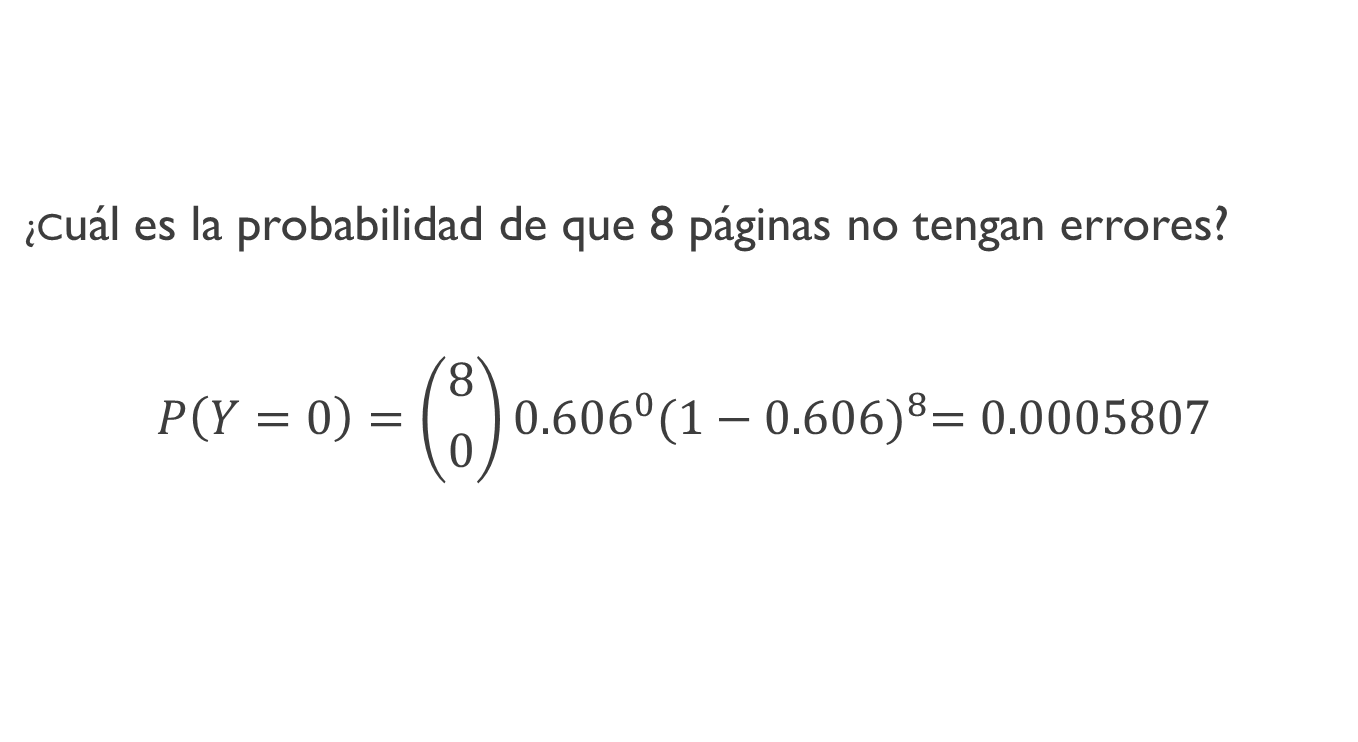 ¿Cuál es la probabilidad de que 8 páginas no tengan errores?
𝑃(𝑌 = 0) = (8 0) 0.606⁰(1 − 0.606)⁸= 0.0005807